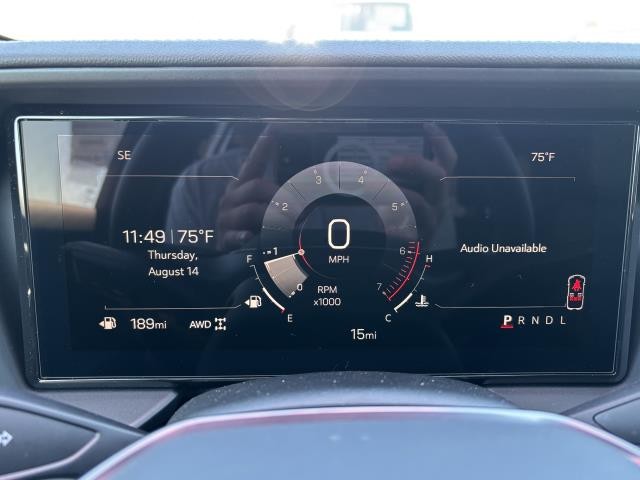 SE
75°F
3 4
2 5
11:49 | 75°F
Thursday,
August 14
0
MPH
1 6
F H
Audio Unavailable
0 7
RPM
x1000
E C
189mi AWD
15mi
P R N D L